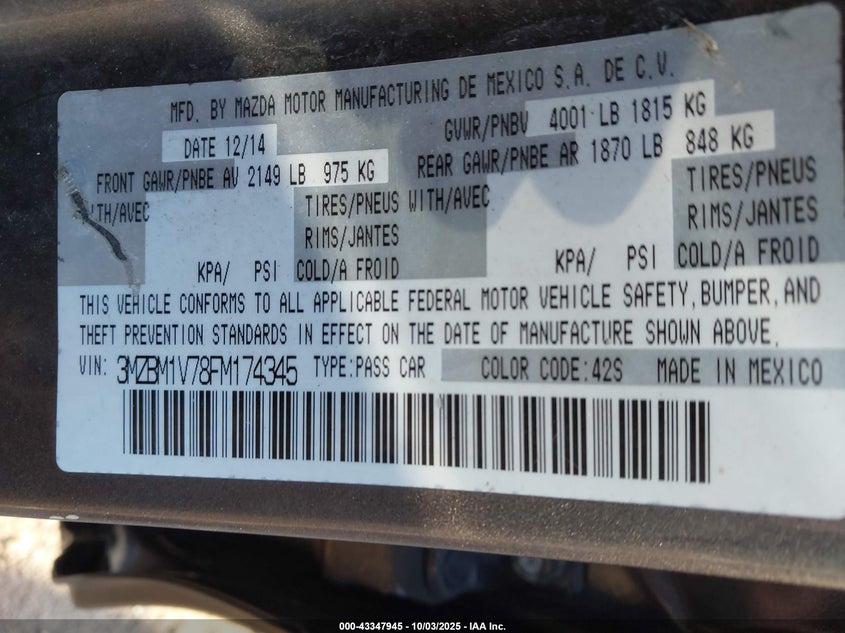 MFD. BY MAZDA MOTOR MANUFACTURING DE MEXICO S.A. DE C.V.
DATE 12/14 GVWR/PNBV 4001 LB 1815 KG
FRONT GAWR/PNBE AV 2149 LB 975 KG REAR GAWR/PNBE AR 1870 LB 848 KG
TIRES/PNEUS WITH/AVEC TIRES/PNEUS
RIMS/JANTES RIMS/JANTES
KPA/ PSI COLD/A FROID KPA/ PSI COLD/A FROID
THIS VEHICLE CONFORMS TO ALL APPLICABLE FEDERAL MOTOR VEHICLE SAFETY, BUMPER, AND
THEFT PREVENTION STANDARDS IN EFFECT ON THE DATE OF MANUFACTURE SHOWN ABOVE.
VIN: 3MZBM1V78FM174345 TYPE:PASS CAR COLOR CODE:42S MADE IN MEXICO
000-43347945 - 10/03/2025 - IAA Inc.